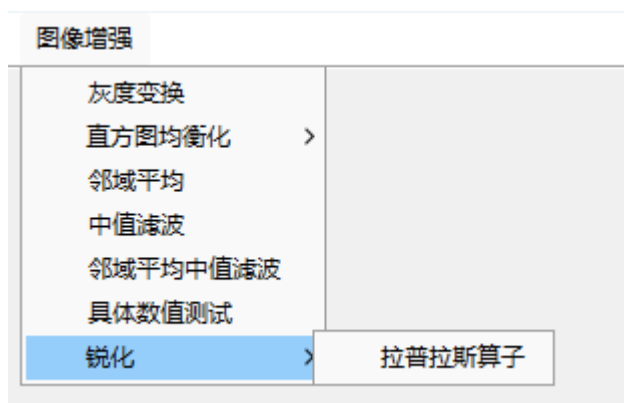 图像增强
灰度变换
直方图均衡化
邻域平均
中值滤波
邻域平均中值滤波
具体数值测试
锐化
拉普拉斯算子